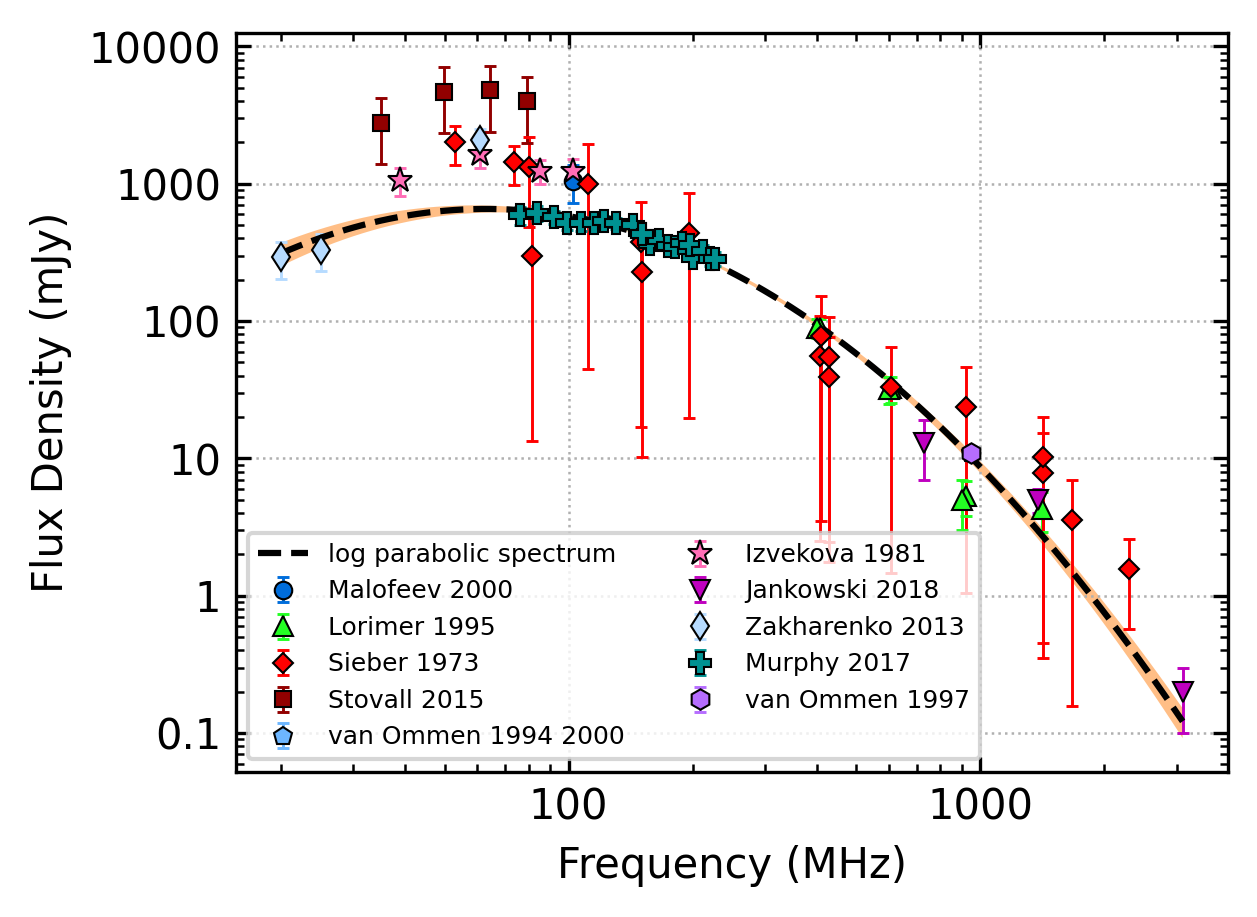 10000
1000
100
10
1
0.1
Flux Density (mJy)
log parabolic spectrum
Malofeev 2000
Lorimer 1995
Sieber 1973
Stovall 2015
van Ommen 1994 2000
Izvekova 1981
Jankowski 2018
Zakharenko 2013
Murphy 2017
van Ommen 1997
100
1000
Frequency (MHz)